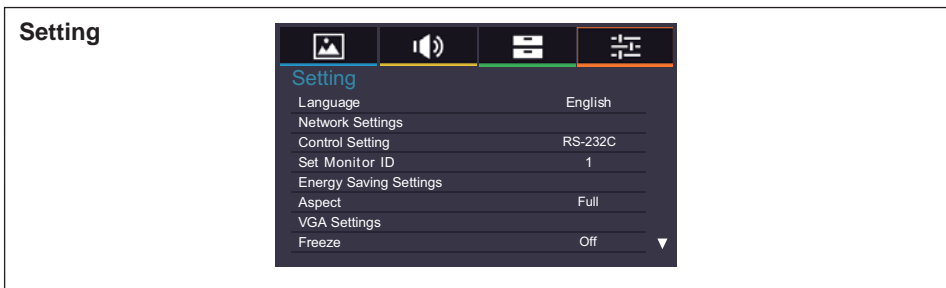 Setting
Setting
Language English
Network Settings
Control Setting RS-232C
Set Monitor ID 1
Energy Saving Settings
Aspect Full
VGA Settings
Freeze Off ▼